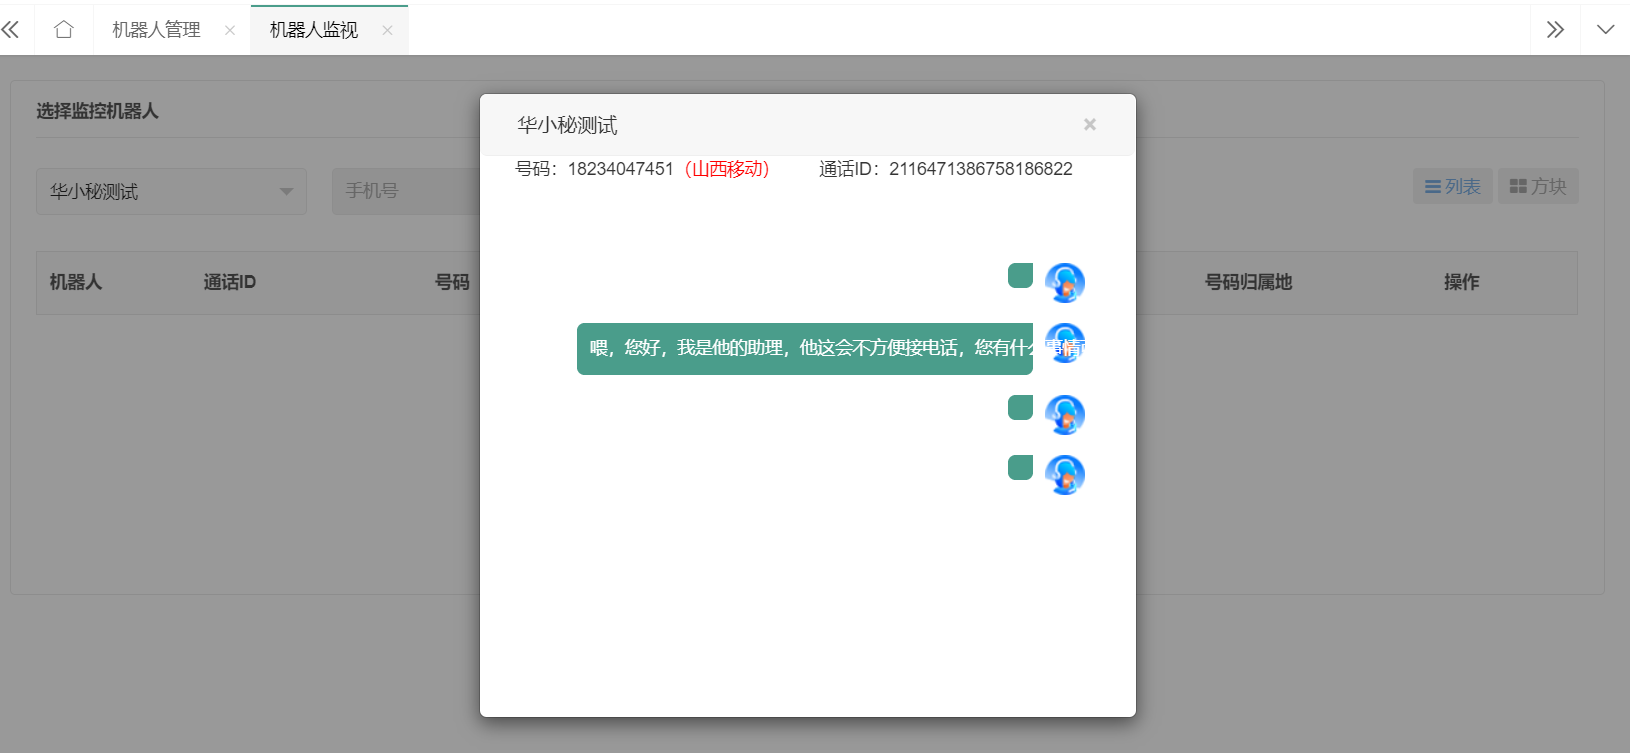 机器人管理
机器人监视
选择监控机器人
华小秘测试
手机号
列表
方块
机器人
通话ID
号码
号码归属地
操作
华小秘测试
号码：18234047451（山西移动）
通话ID：2116471386758186822
喂，您好，我是他的助理，他这会不方便接电话，您有什么事情